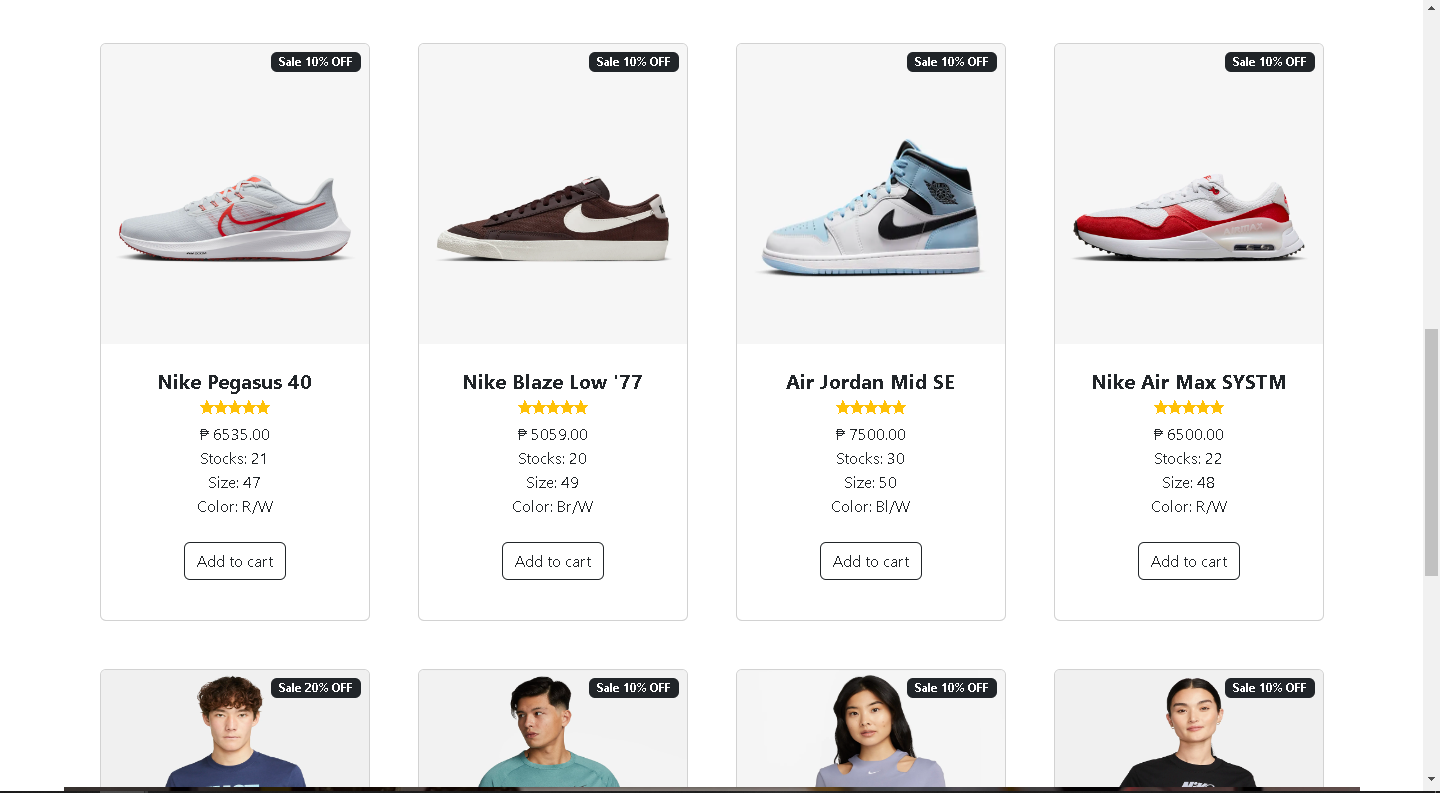 Sale 10% OFF
Sale 10% OFF
Sale 10% OFF
Sale 10% OFF
AIRMAX
Nike Pegasus 40
₱ 6535.00
Stocks: 21
Size: 47
Color: R/W
Add to cart
Nike Blaze Low '77
₱ 5059.00
Stocks: 20
Size: 49
Color: Br/W
Add to cart
Air Jordan Mid SE
₱ 7500.00
Stocks: 30
Size: 50
Color: Bl/W
Add to cart
Nike Air Max SYSTM
₱ 6500.00
Stocks: 22
Size: 48
Color: R/W
Add to cart
Sale 20% OFF
Sale 10% OFF
Sale 10% OFF
Sale 10% OFF